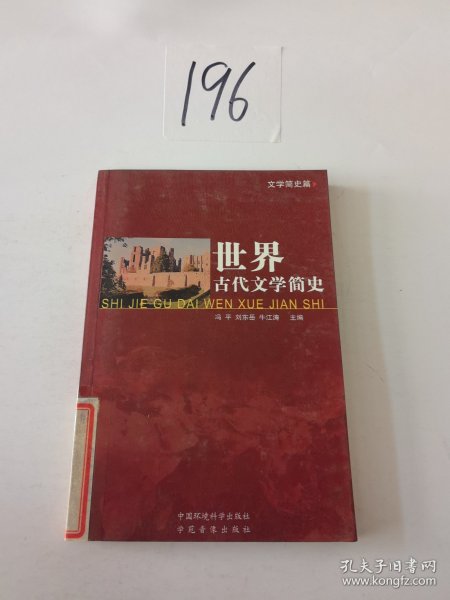 196
文学简史篇
世界
古代文学简史
SHI JIE GU DAI WEN XUE JIAN SHI
冯 平 刘东岳 牛江涛 主编
中国环境科学出版社
学苑音像出版社
孔夫子旧书网
www.kongfz.com